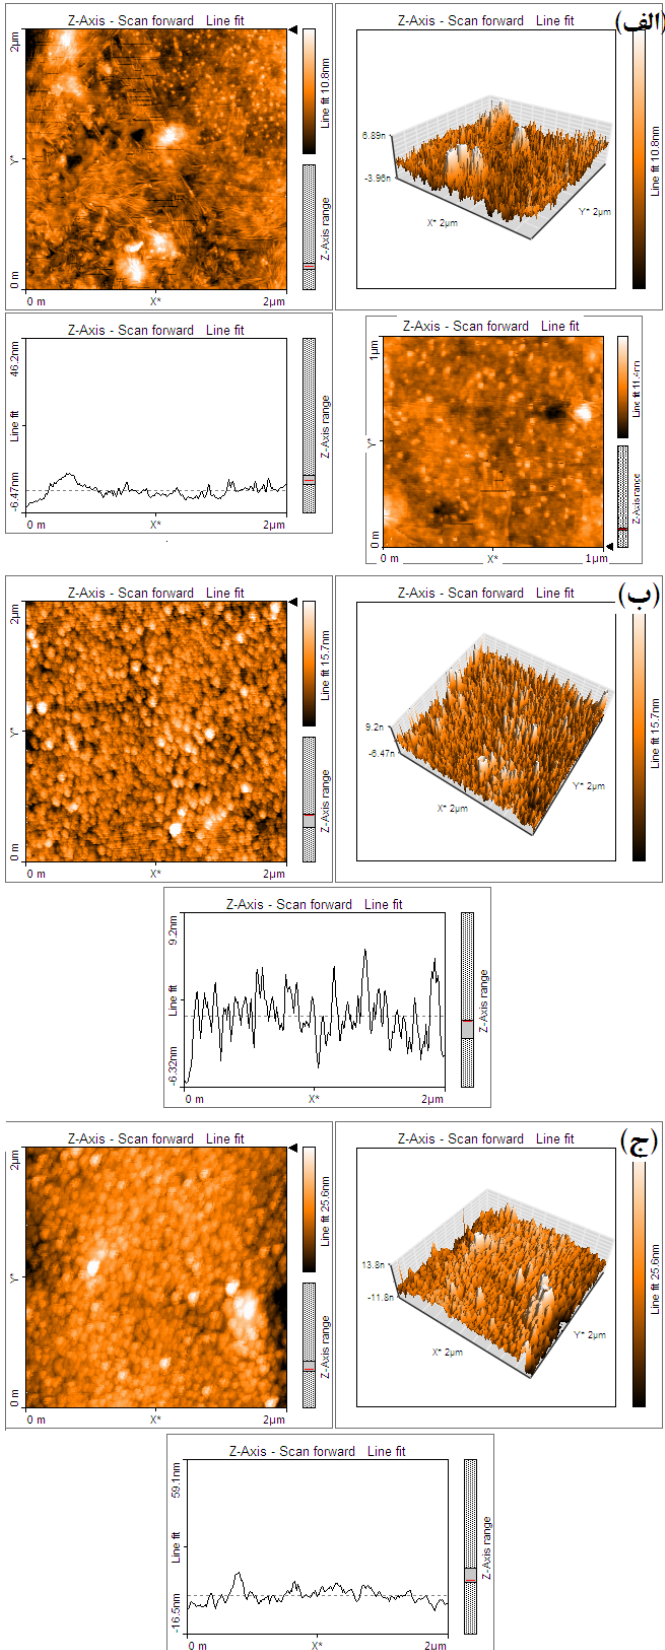 Z-Axis - Scan forward Line fit
2µm
Y*
0 m
0 m
X*
2µm
Line fit 10.8nm
Z-Axis range
Z-Axis - Scan forward Line fit
(الف)
6.89n
-3.96n
X* 2µm
Y* 2µm
Line fit 10.8nm
Z-Axis - Scan forward Line fit
46.2nm
Line fit
-6.47nm
0 m
X*
2µm
Z-Axis range
Z-Axis - Scan forward Line fit
1µm
Y*
0 m
0 m
X*
1µm
Line fit 11.4nm
Z-Axis range
Z-Axis - Scan forward Line fit
2µm
Y*
0 m
0 m
X*
2µm
Line fit 15.7nm
Z-Axis range
Z-Axis - Scan forward Line fit
(ب)
9.2n
-6.47n
X* 2µm
Y* 2µm
Line fit 15.7nm
Z-Axis - Scan forward Line fit
9.2nm
Line fit
-6.32nm
0 m
X*
2µm
Z-Axis range
Z-Axis - Scan forward Line fit
2µm
Y*
0 m
0 m
X*
2µm
Line fit 25.6nm
Z-Axis range
Z-Axis - Scan forward Line fit
(ج)
13.8n
-11.8n
X* 2µm
Y* 2µm
Line fit 25.6nm
Z-Axis - Scan forward Line fit
59.1nm
Line fit
-16.5nm
0 m
X*
2µm
Z-Axis range